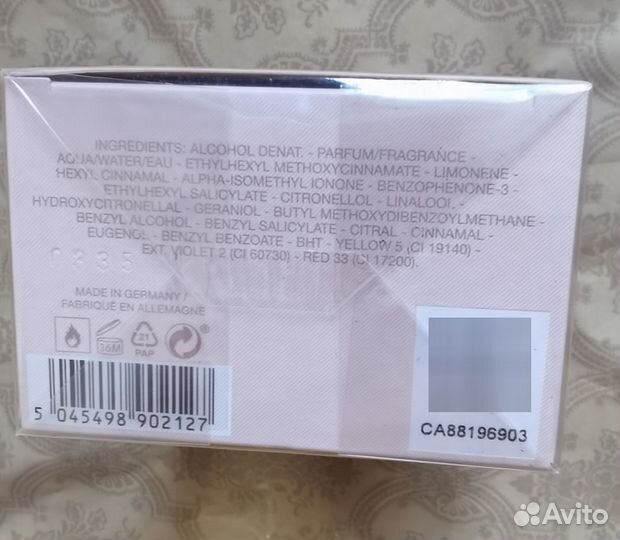 INGREDIENTS: ALCOHOL DENAT. - PARFUM/FRAGRANCE -
AQUA/WATER/EAU - ETHYLHEXYL METHOXYCINNAMATE - LIMONENE -
HEXYL CINNAMAL - ALPHA-ISOMETHYL IONONE - BENZOPHENONE-3 -
ETHYLHEXYL SALICYLATE - CITRONELLOL - LINALOOL -
HYDROXYCITRONELLAL - GERANIOL - BUTYL METHOXYDIBENZOYLMETHANE -
BENZYL ALCOHOL - BENZYL SALICYLATE - CITRAL - CINNAMAL -
EUGENOL - BENZYL BENZOATE - BHT - YELLOW 5 (CI 19140) -
EXT. VIOLET 2 (CI 60730) - RED 33 (CI 17200).
0335
MADE IN GERMANY /
FABRIQUÉ EN ALLEMAGNE
36M
21
PAP
5 045498 902127
CA88196903
Avito